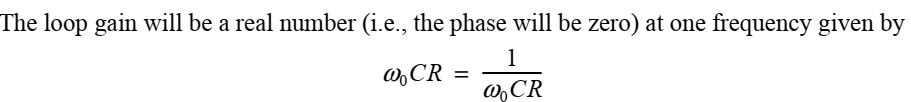 The loop gain will be a real number (i.e., the phase will be zero) at one frequency given by
ω₀CR = 1/ω₀CR